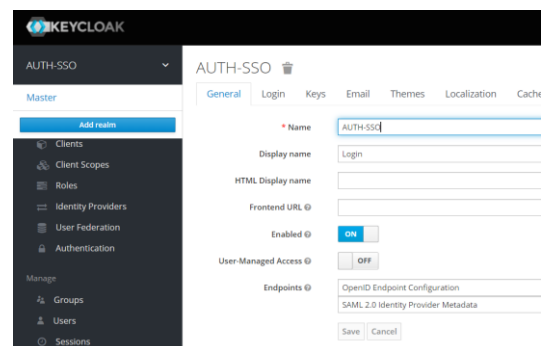 KEYCLOAK
AUTH-SSO
Master
Add realm
Clients
Client Scopes
Roles
Identity Providers
User Federation
Authentication
Manage
Groups
Users
Sessions
AUTH-SSO
General Login Keys Email Themes Localization Cache
* Name AUTH-SSO
Display name Login
HTML Display name
Frontend URL
Enabled ON
User-Managed Access OFF
Endpoints OpenID Endpoint Configuration
SAML 2.0 Identity Provider Metadata
Save Cancel